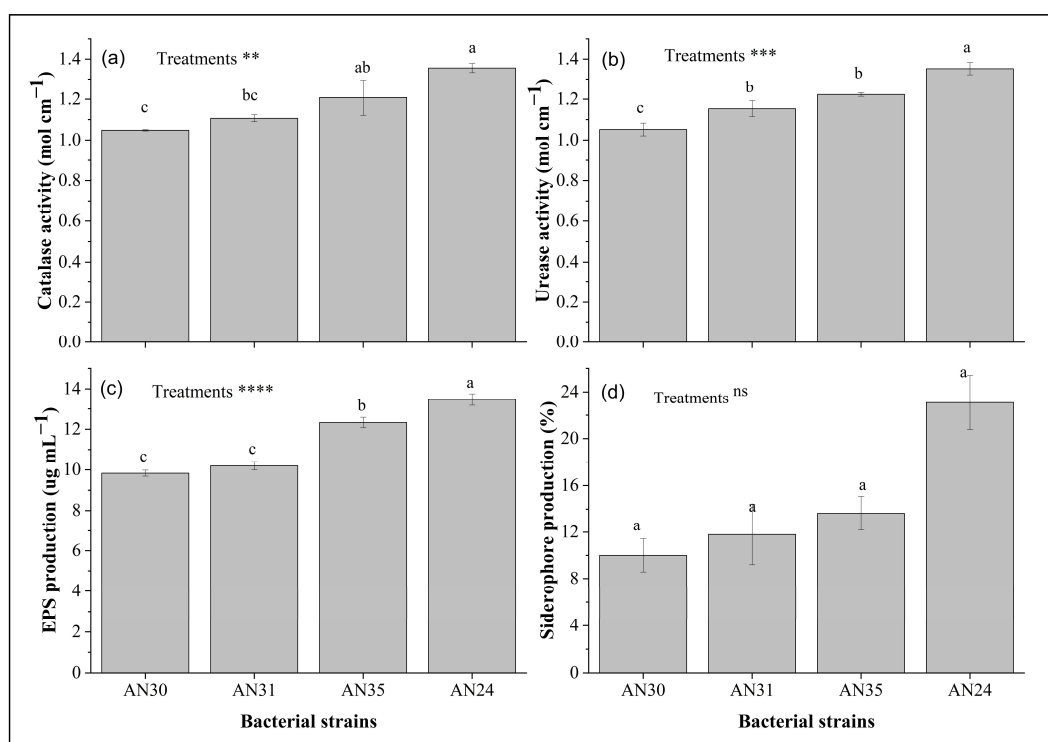 (a)
Treatments **
Catalase activity (mol cm⁻¹)
1.4
1.2
1.0
0.8
0.6
0.4
0.2
0.0
c
bc
ab
a
(b)
Treatments ***
Urease activity (mol cm⁻¹)
1.4
1.2
1.0
0.8
0.6
0.4
0.2
0.0
c
b
b
a
(c)
Treatments ****
EPS production (ug mL⁻¹)
14
12
10
8
6
4
2
0
c
c
b
a
AN30 AN31 AN35 AN24
Bacterial strains
(d)
Treatments ns
Siderophore production (%)
24
20
16
12
8
4
0
a
a
a
a
AN30 AN31 AN35 AN24
Bacterial strains